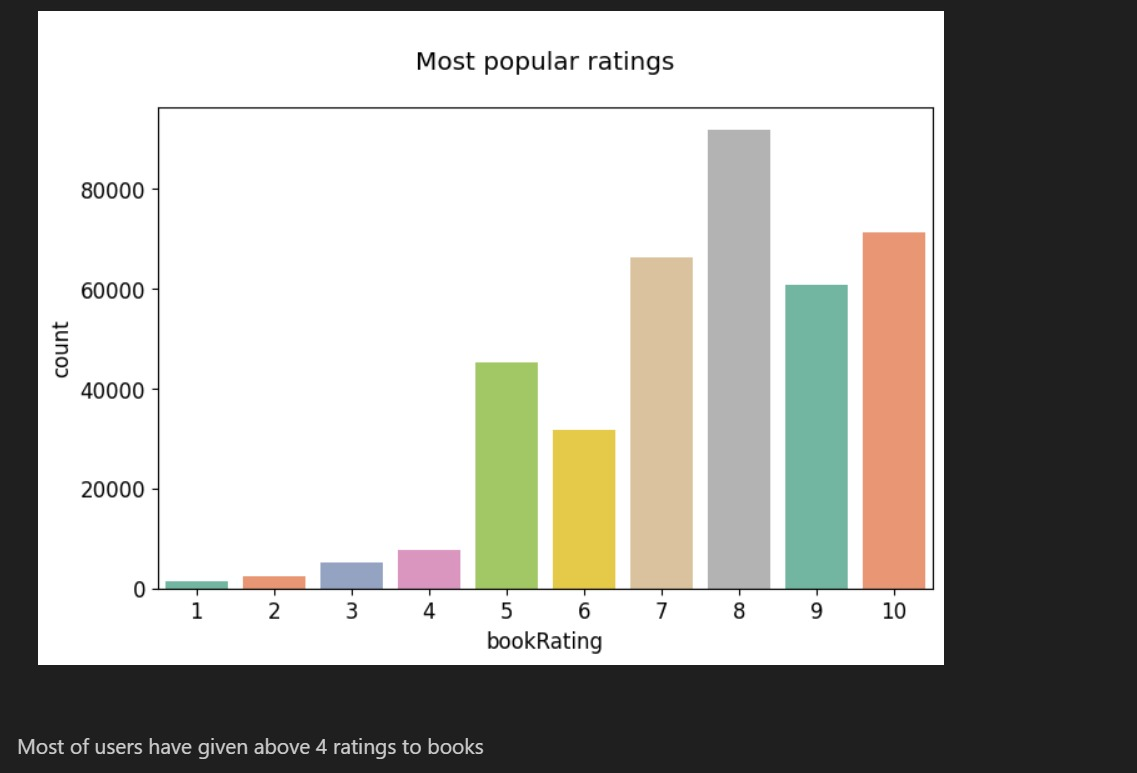 Most popular ratings
80000
60000
40000
20000
0
count
1 2 3 4 5 6 7 8 9 10
bookRating
Most of users have given above 4 ratings to books